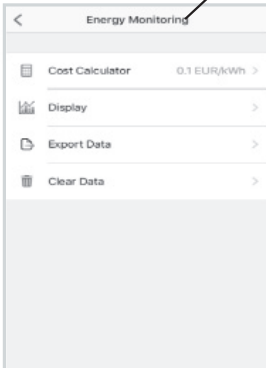 Energy Monitoring
Cost Calculator 0.1 EUR/kWh >
Display >
Export Data >
Clear Data >